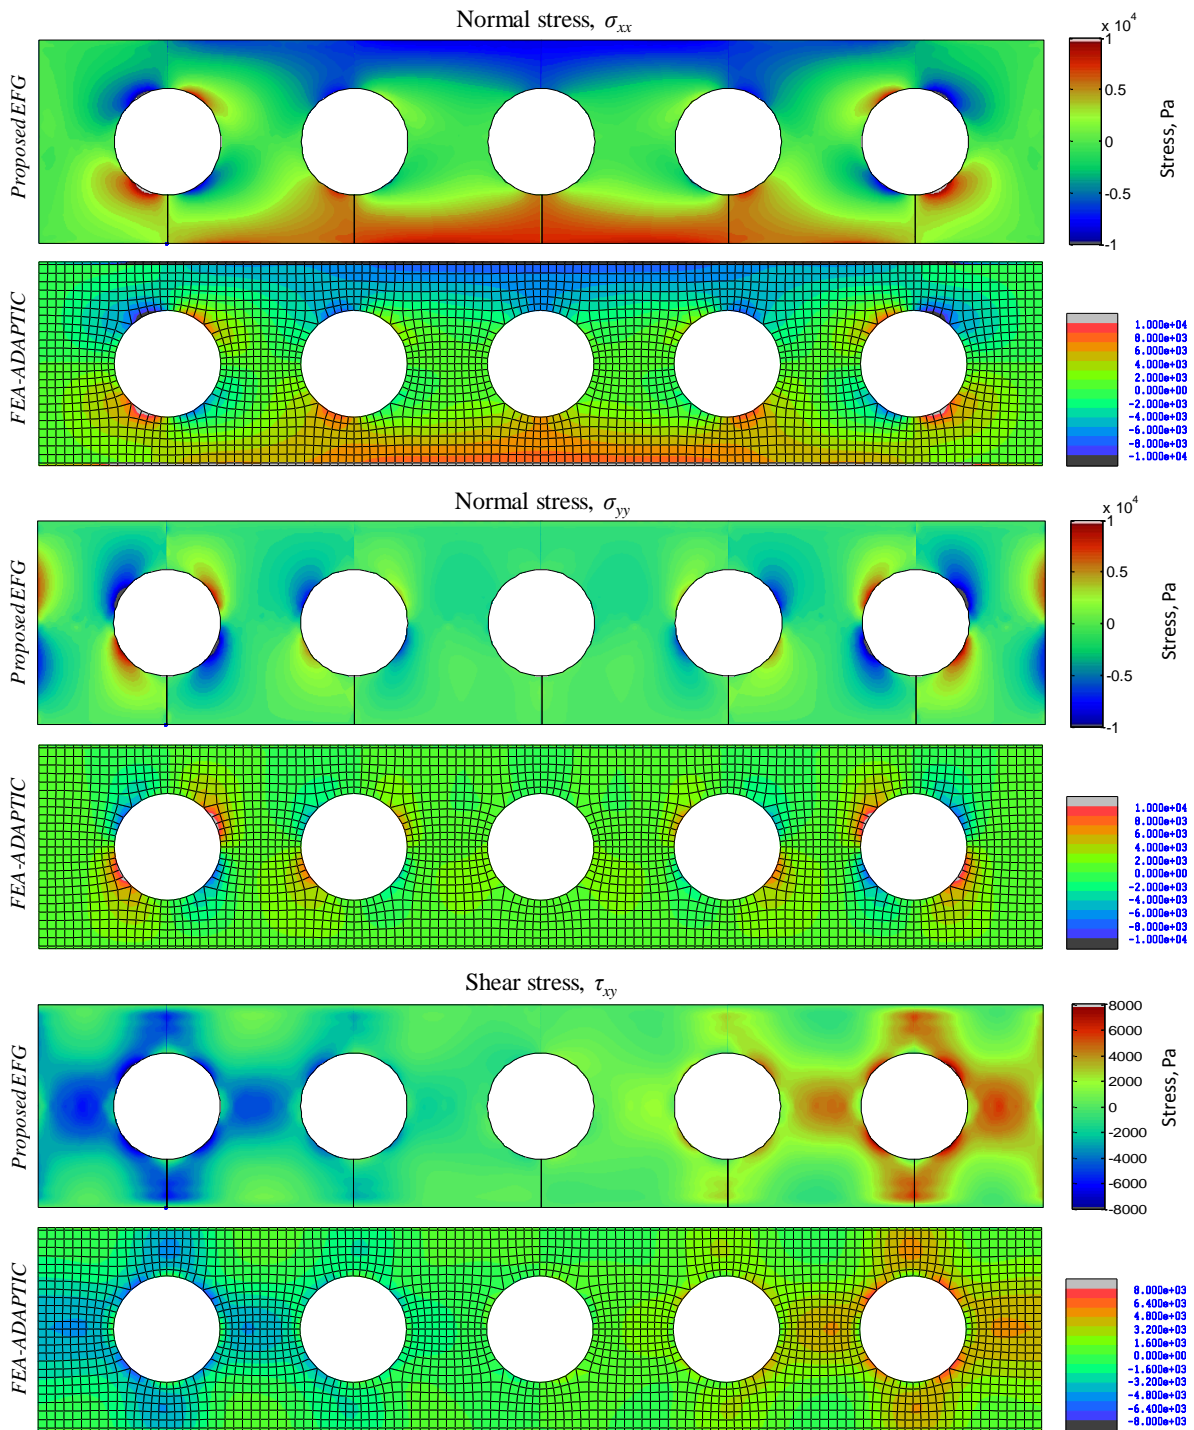 Normal stress, σxx
Proposed EFG
x 10^4
1
0.5
0
-0.5
-1
Stress, Pa
FEA-ADAPTIC
1.000e+04
8.000e+03
6.000e+03
4.000e+03
2.000e+03
0.000e+00
-2.000e+03
-4.000e+03
-6.000e+03
-8.000e+03
-1.000e+04
Normal stress, σyy
Proposed EFG
x 10^4
1
0.5
0
-0.5
-1
Stress, Pa
FEA-ADAPTIC
1.000e+04
8.000e+03
6.000e+03
4.000e+03
2.000e+03
0.000e+00
-2.000e+03
-4.000e+03
-6.000e+03
-8.000e+03
-1.000e+04
Shear stress, τxy
Proposed EFG
8000
6000
4000
2000
0
-2000
-4000
-6000
-8000
Stress, Pa
FEA-ADAPTIC
8.000e+03
6.400e+03
4.800e+03
3.200e+03
1.600e+03
0.000e+00
-1.600e+03
-3.200e+03
-4.800e+03
-6.400e+03
-8.000e+03